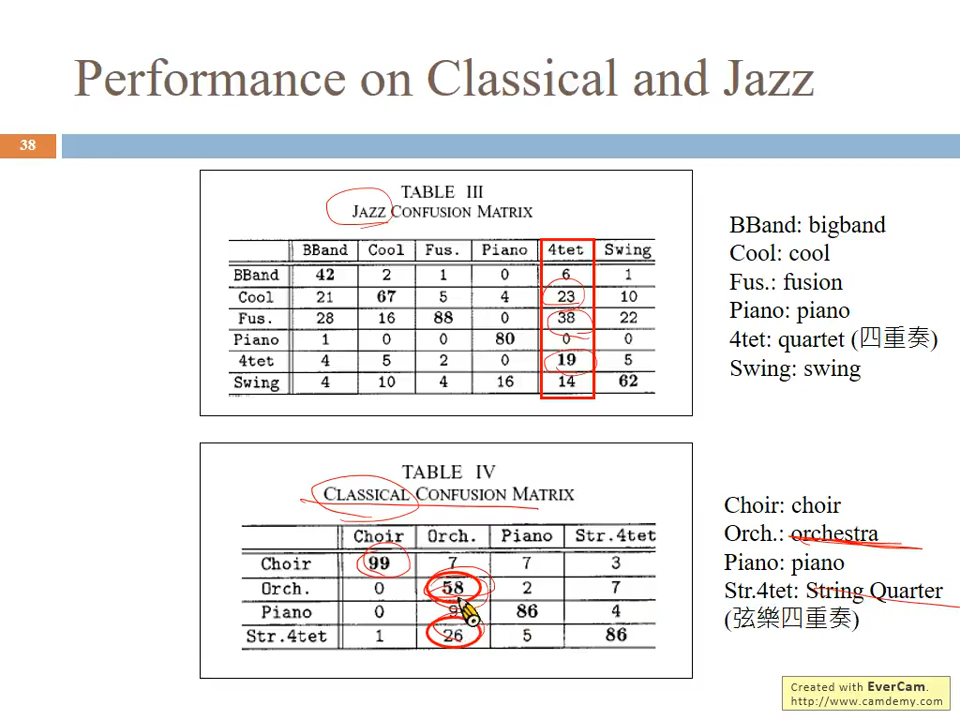 Performance on Classical and Jazz
38
TABLE III
JAZZ CONFUSION MATRIX
BBand Cool Fus. Piano 4tet Swing
BBand 42 2 1 0 6 1
Cool 21 67 5 4 23 10
Fus. 28 16 88 0 38 22
Piano 1 0 0 80 0 0
4tet 4 5 2 0 19 5
Swing 4 10 4 16 14 62
BBand: bigband
Cool: cool
Fus.: fusion
Piano: piano
4tet: quartet (四重奏)
Swing: swing
TABLE IV
CLASSICAL CONFUSION MATRIX
Choir Orch. Piano Str.4tet
Choir 99 7 7 3
Orch. 0 58 2 7
Piano 0 9 86 4
Str.4tet 1 26 5 86
Choir: choir
Orch.: orchestra
Piano: piano
Str.4tet: String Quarter
(弦樂四重奏)
Created with EverCam.
http://www.camdemy.com